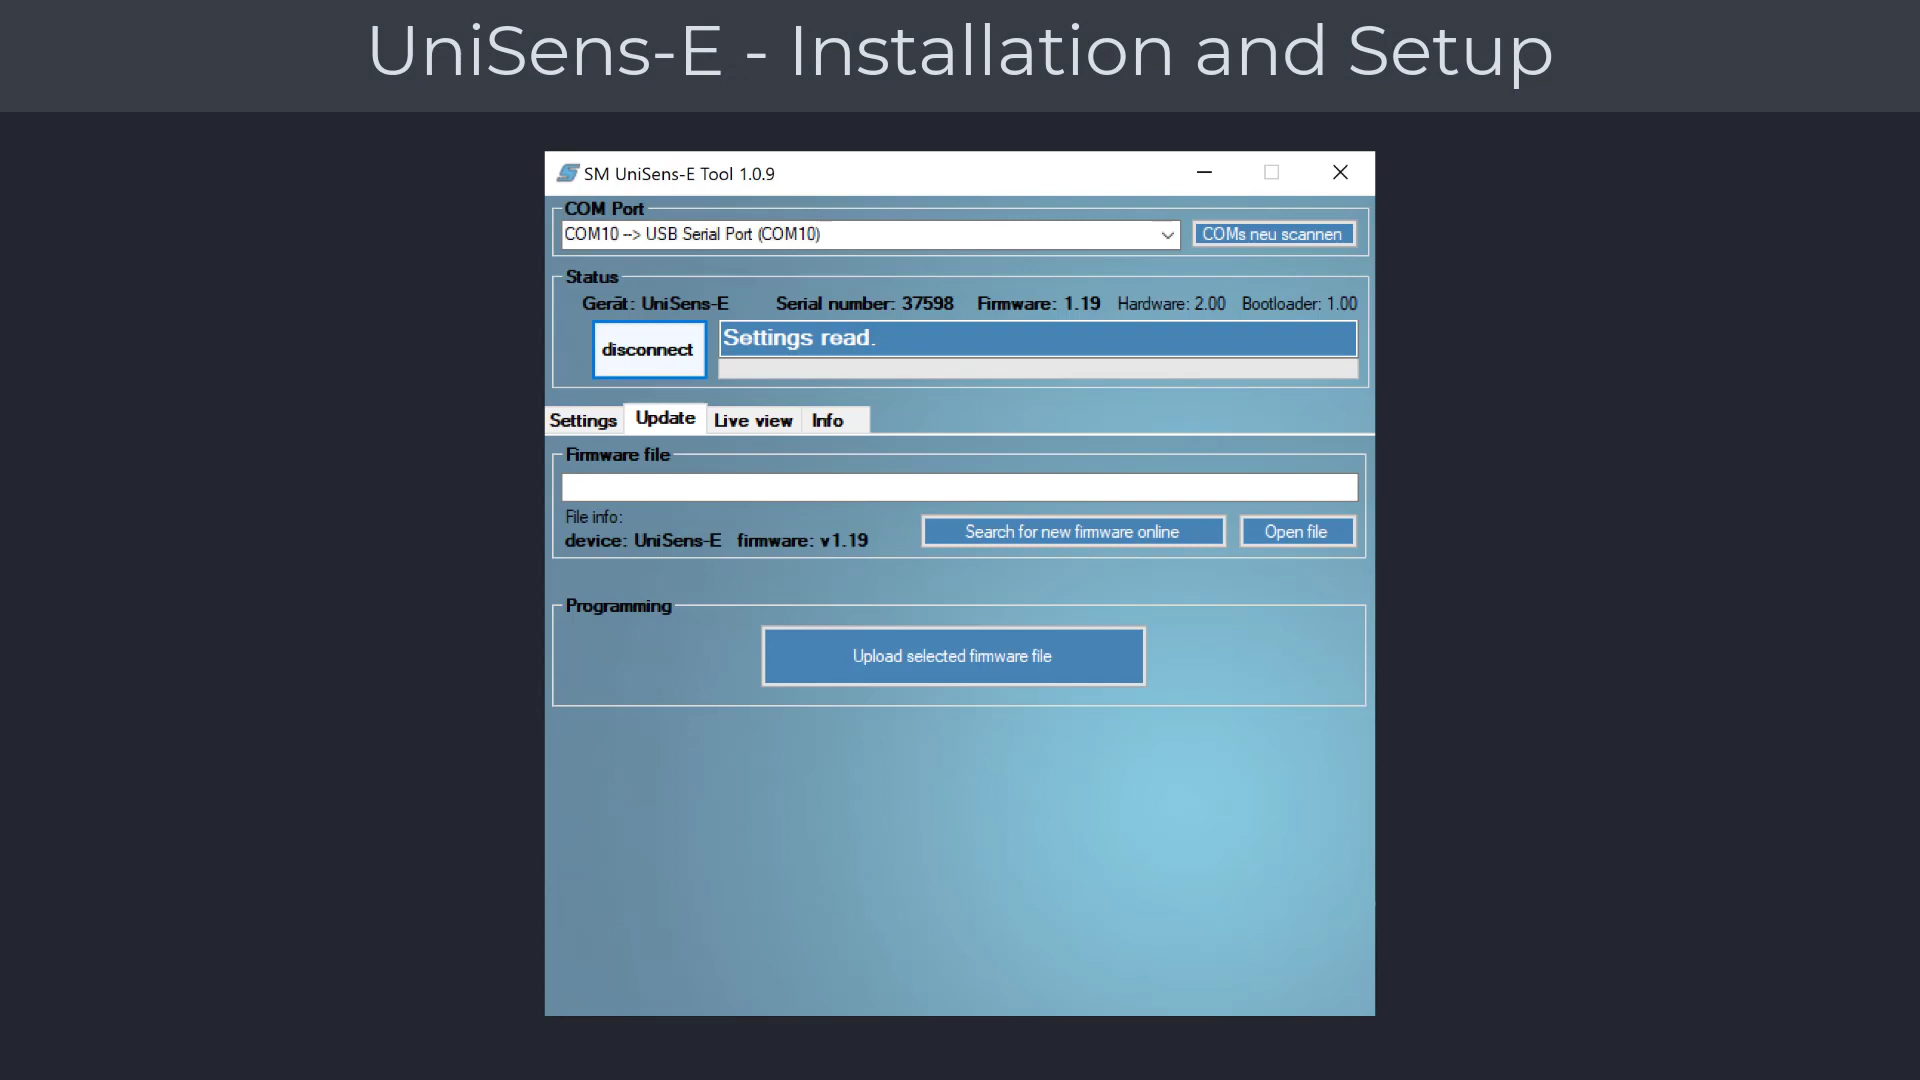 UniSens-E - Installation and Setup
SM UniSens-E Tool 1.0.9
COM Port
COM10 --> USB Serial Port (COM10)
COMs neu scannen
Status
Gerät: UniSens-E Serial number: 37598 Firmware: 1.19 Hardware: 2.00 Bootloader: 1.00
disconnect
Settings read.
Settings Update Live view Info
Firmware file
File info:
device: UniSens-E firmware: v1.19
Search for new firmware online
Open file
Programming
Upload selected firmware file